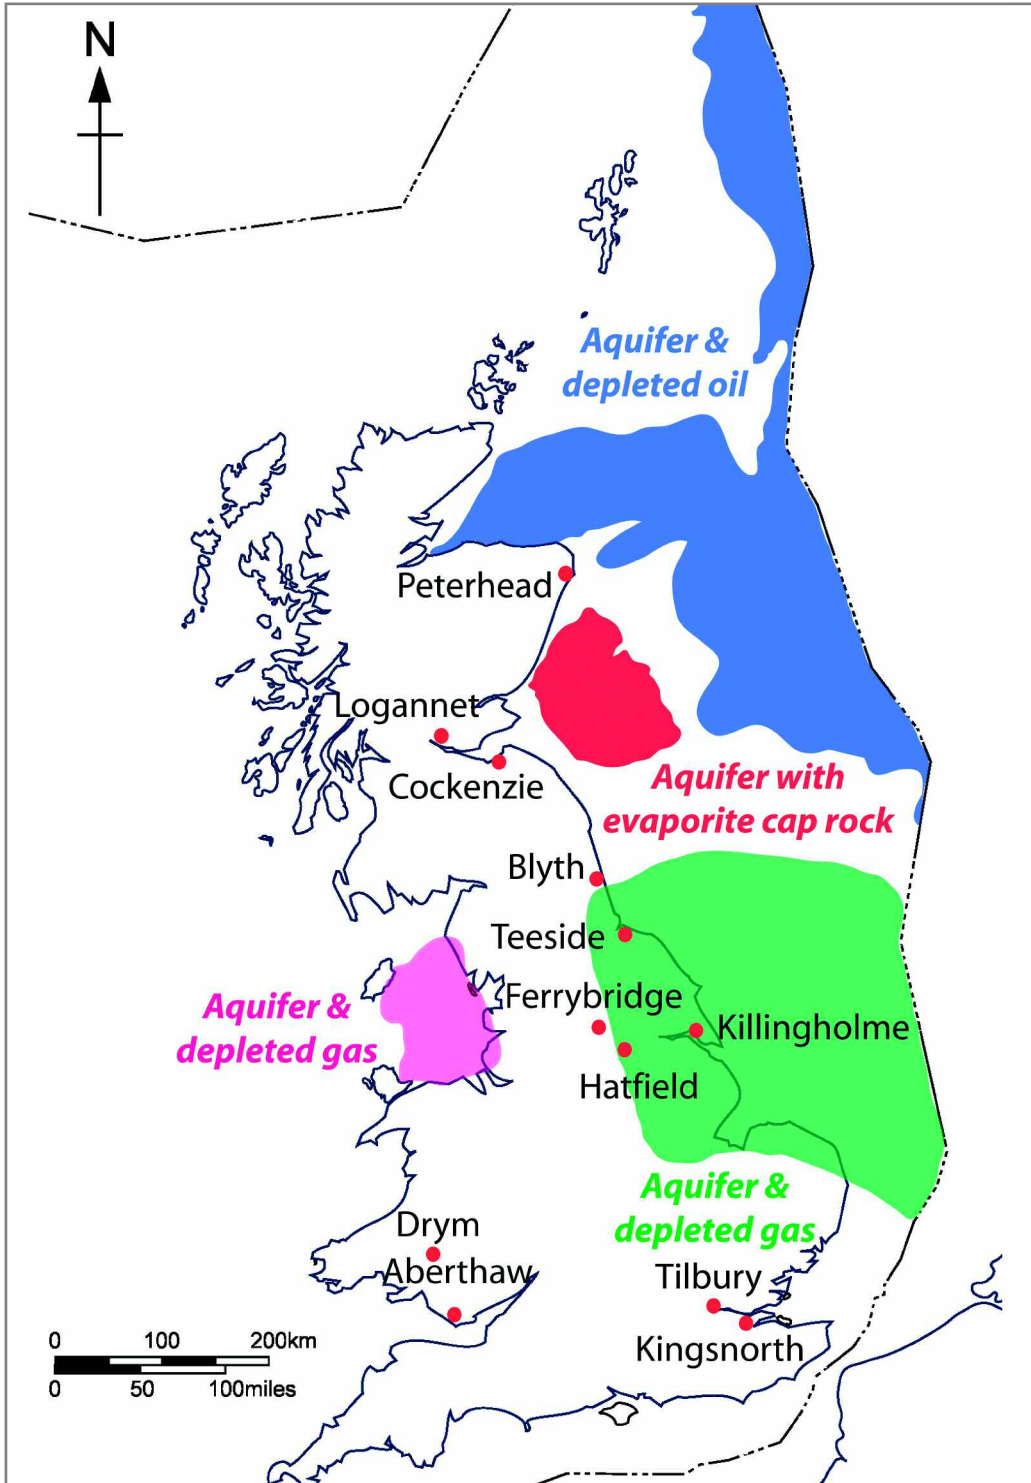 N
Aquifer &
depleted oil
Peterhead
Logannet
Cockenzie
Aquifer with
evaporite cap rock
Blyth
Teeside
Ferrybridge
Killingholme
Hatfield
Aquifer &
depleted gas
Aquifer &
depleted gas
Drym
Aberthaw
Tilbury
Kingsnorth
0 100 200km
0 50 100miles